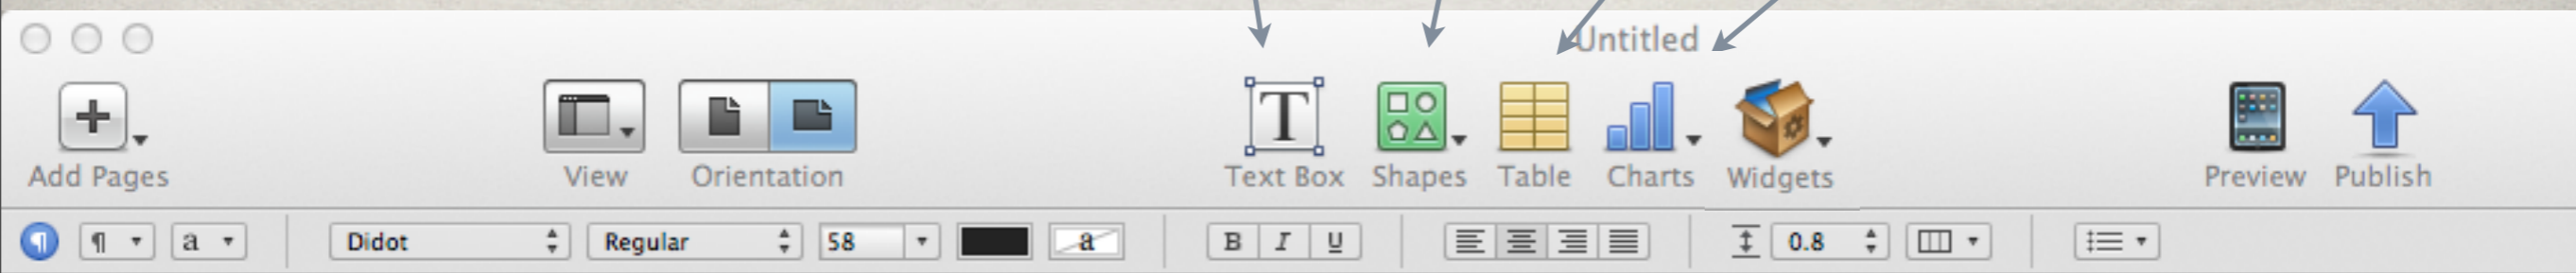 Untitled
Add Pages View Orientation Text Box Shapes Table Charts Widgets Preview Publish
¶ ¶ a Didot Regular 58 a B I U 0.8